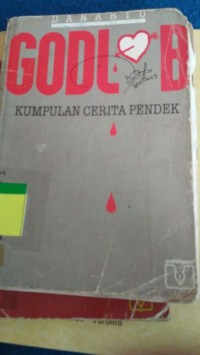 DANARTO
GODLOB
KUMPULAN CERITA PENDEK